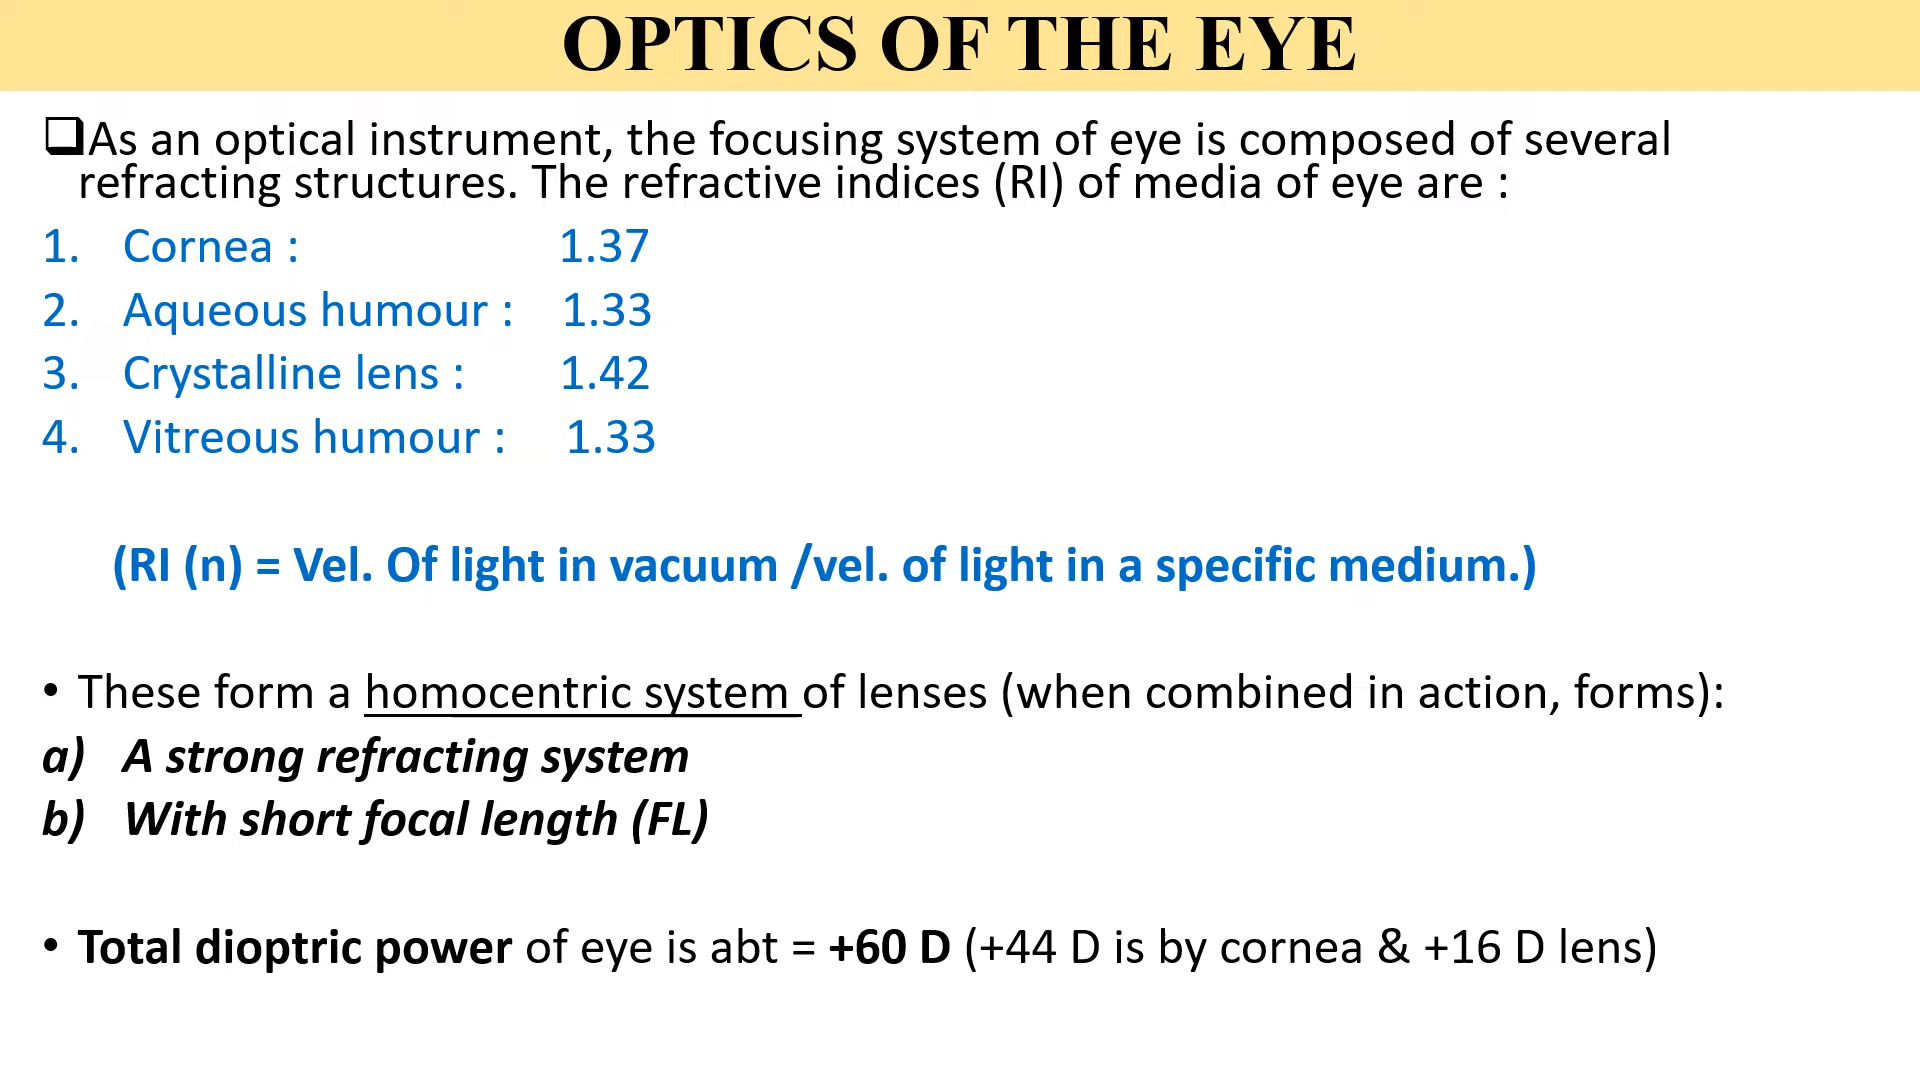 OPTICS OF THE EYE
❑As an optical instrument, the focusing system of eye is composed of several
refracting structures. The refractive indices (RI) of media of eye are :
1. Cornea : 1.37
2. Aqueous humour : 1.33
3. Crystalline lens : 1.42
4. Vitreous humour : 1.33
(RI (n) = Vel. Of light in vacuum /vel. of light in a specific medium.)
• These form a homocentric system of lenses (when combined in action, forms):
a) A strong refracting system
b) With short focal length (FL)
• Total dioptric power of eye is abt = +60 D (+44 D is by cornea & +16 D lens)